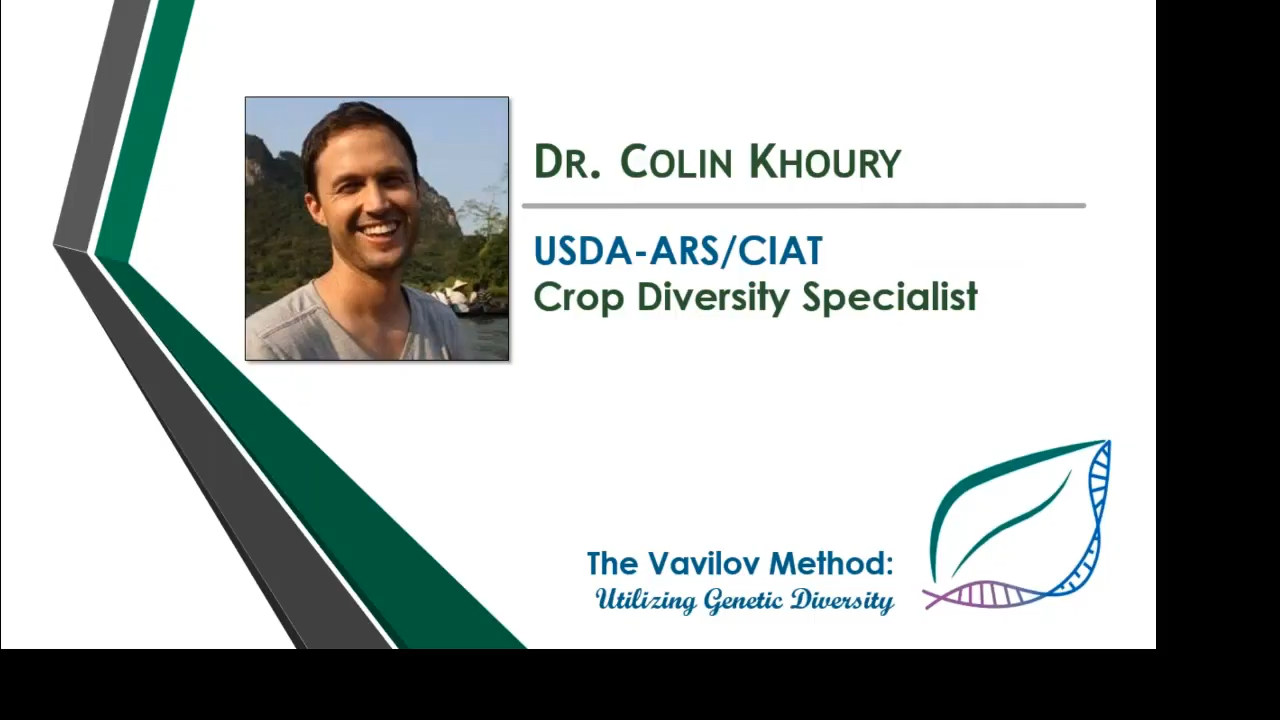 Dr. Colin Khoury
USDA-ARS/CIAT
Crop Diversity Specialist
The Vavilov Method:
Utilizing Genetic Diversity